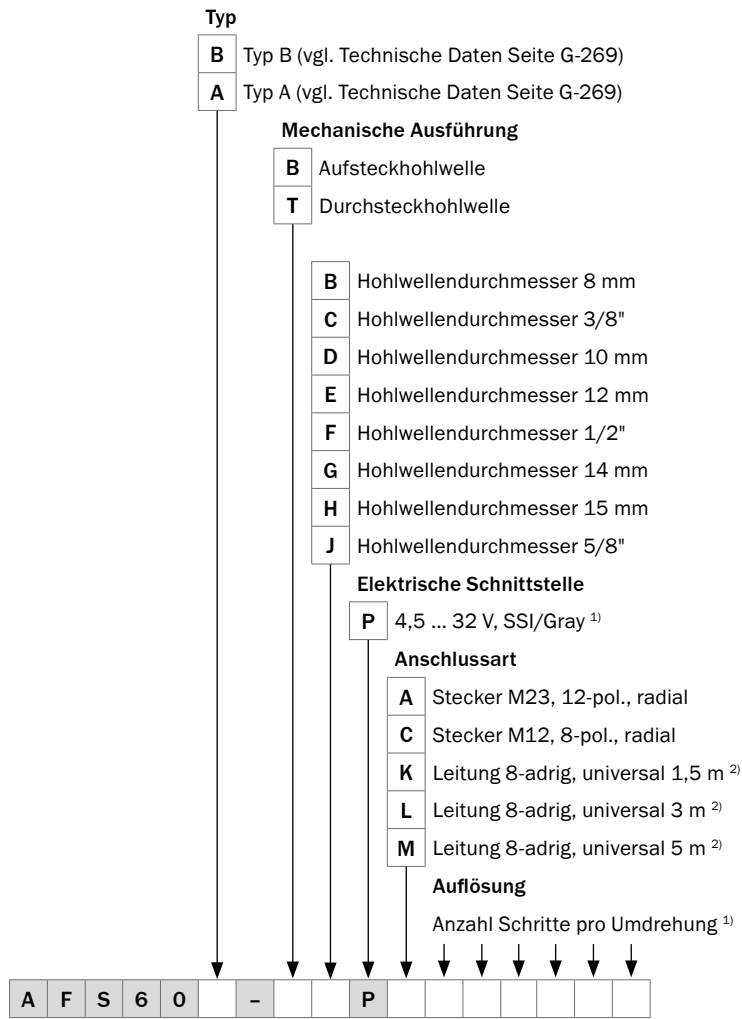 Typ
B Typ B (vgl. Technische Daten Seite G-269)
A Typ A (vgl. Technische Daten Seite G-269)
Mechanische Ausführung
B Aufsteckhohlwelle
T Durchsteckhohlwelle
B Hohlwellendurchmesser 8 mm
C Hohlwellendurchmesser 3/8"
D Hohlwellendurchmesser 10 mm
E Hohlwellendurchmesser 12 mm
F Hohlwellendurchmesser 1/2"
G Hohlwellendurchmesser 14 mm
H Hohlwellendurchmesser 15 mm
J Hohlwellendurchmesser 5/8"
Elektrische Schnittstelle
P 4,5 ... 32 V, SSI/Gray 1)
Anschlussart
A Stecker M23, 12-pol., radial
C Stecker M12, 8-pol., radial
K Leitung 8-adrig, universal 1,5 m 2)
L Leitung 8-adrig, universal 3 m 2)
M Leitung 8-adrig, universal 5 m 2)
Auflösung
Anzahl Schritte pro Umdrehung 1)
A F S 6 0 – P